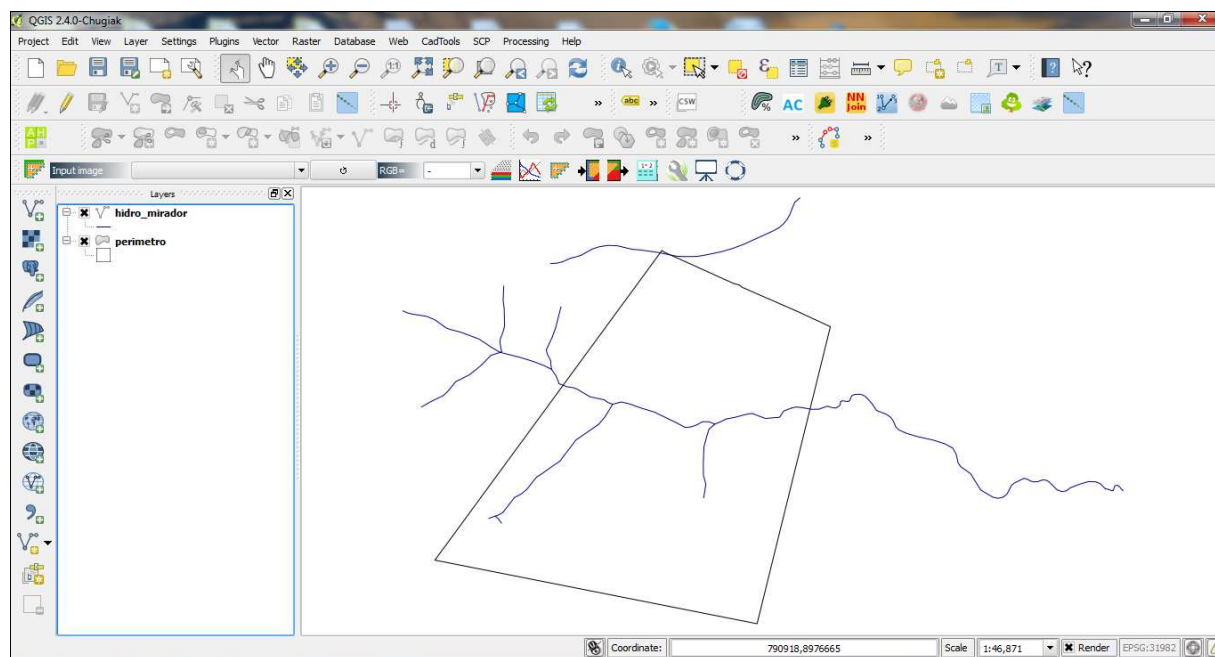 QGIS 2.4.0-Chugiak
Project Edit View Layer Settings Plugins Vector Raster Database Web CadTools SCP Processing Help
abc CSW AC NN Join
Input image RGB= -
Layers
hidro_mirador
perimetro
Coordinate: 790918,8976665 Scale 1:46,871 Render EPSG:31982